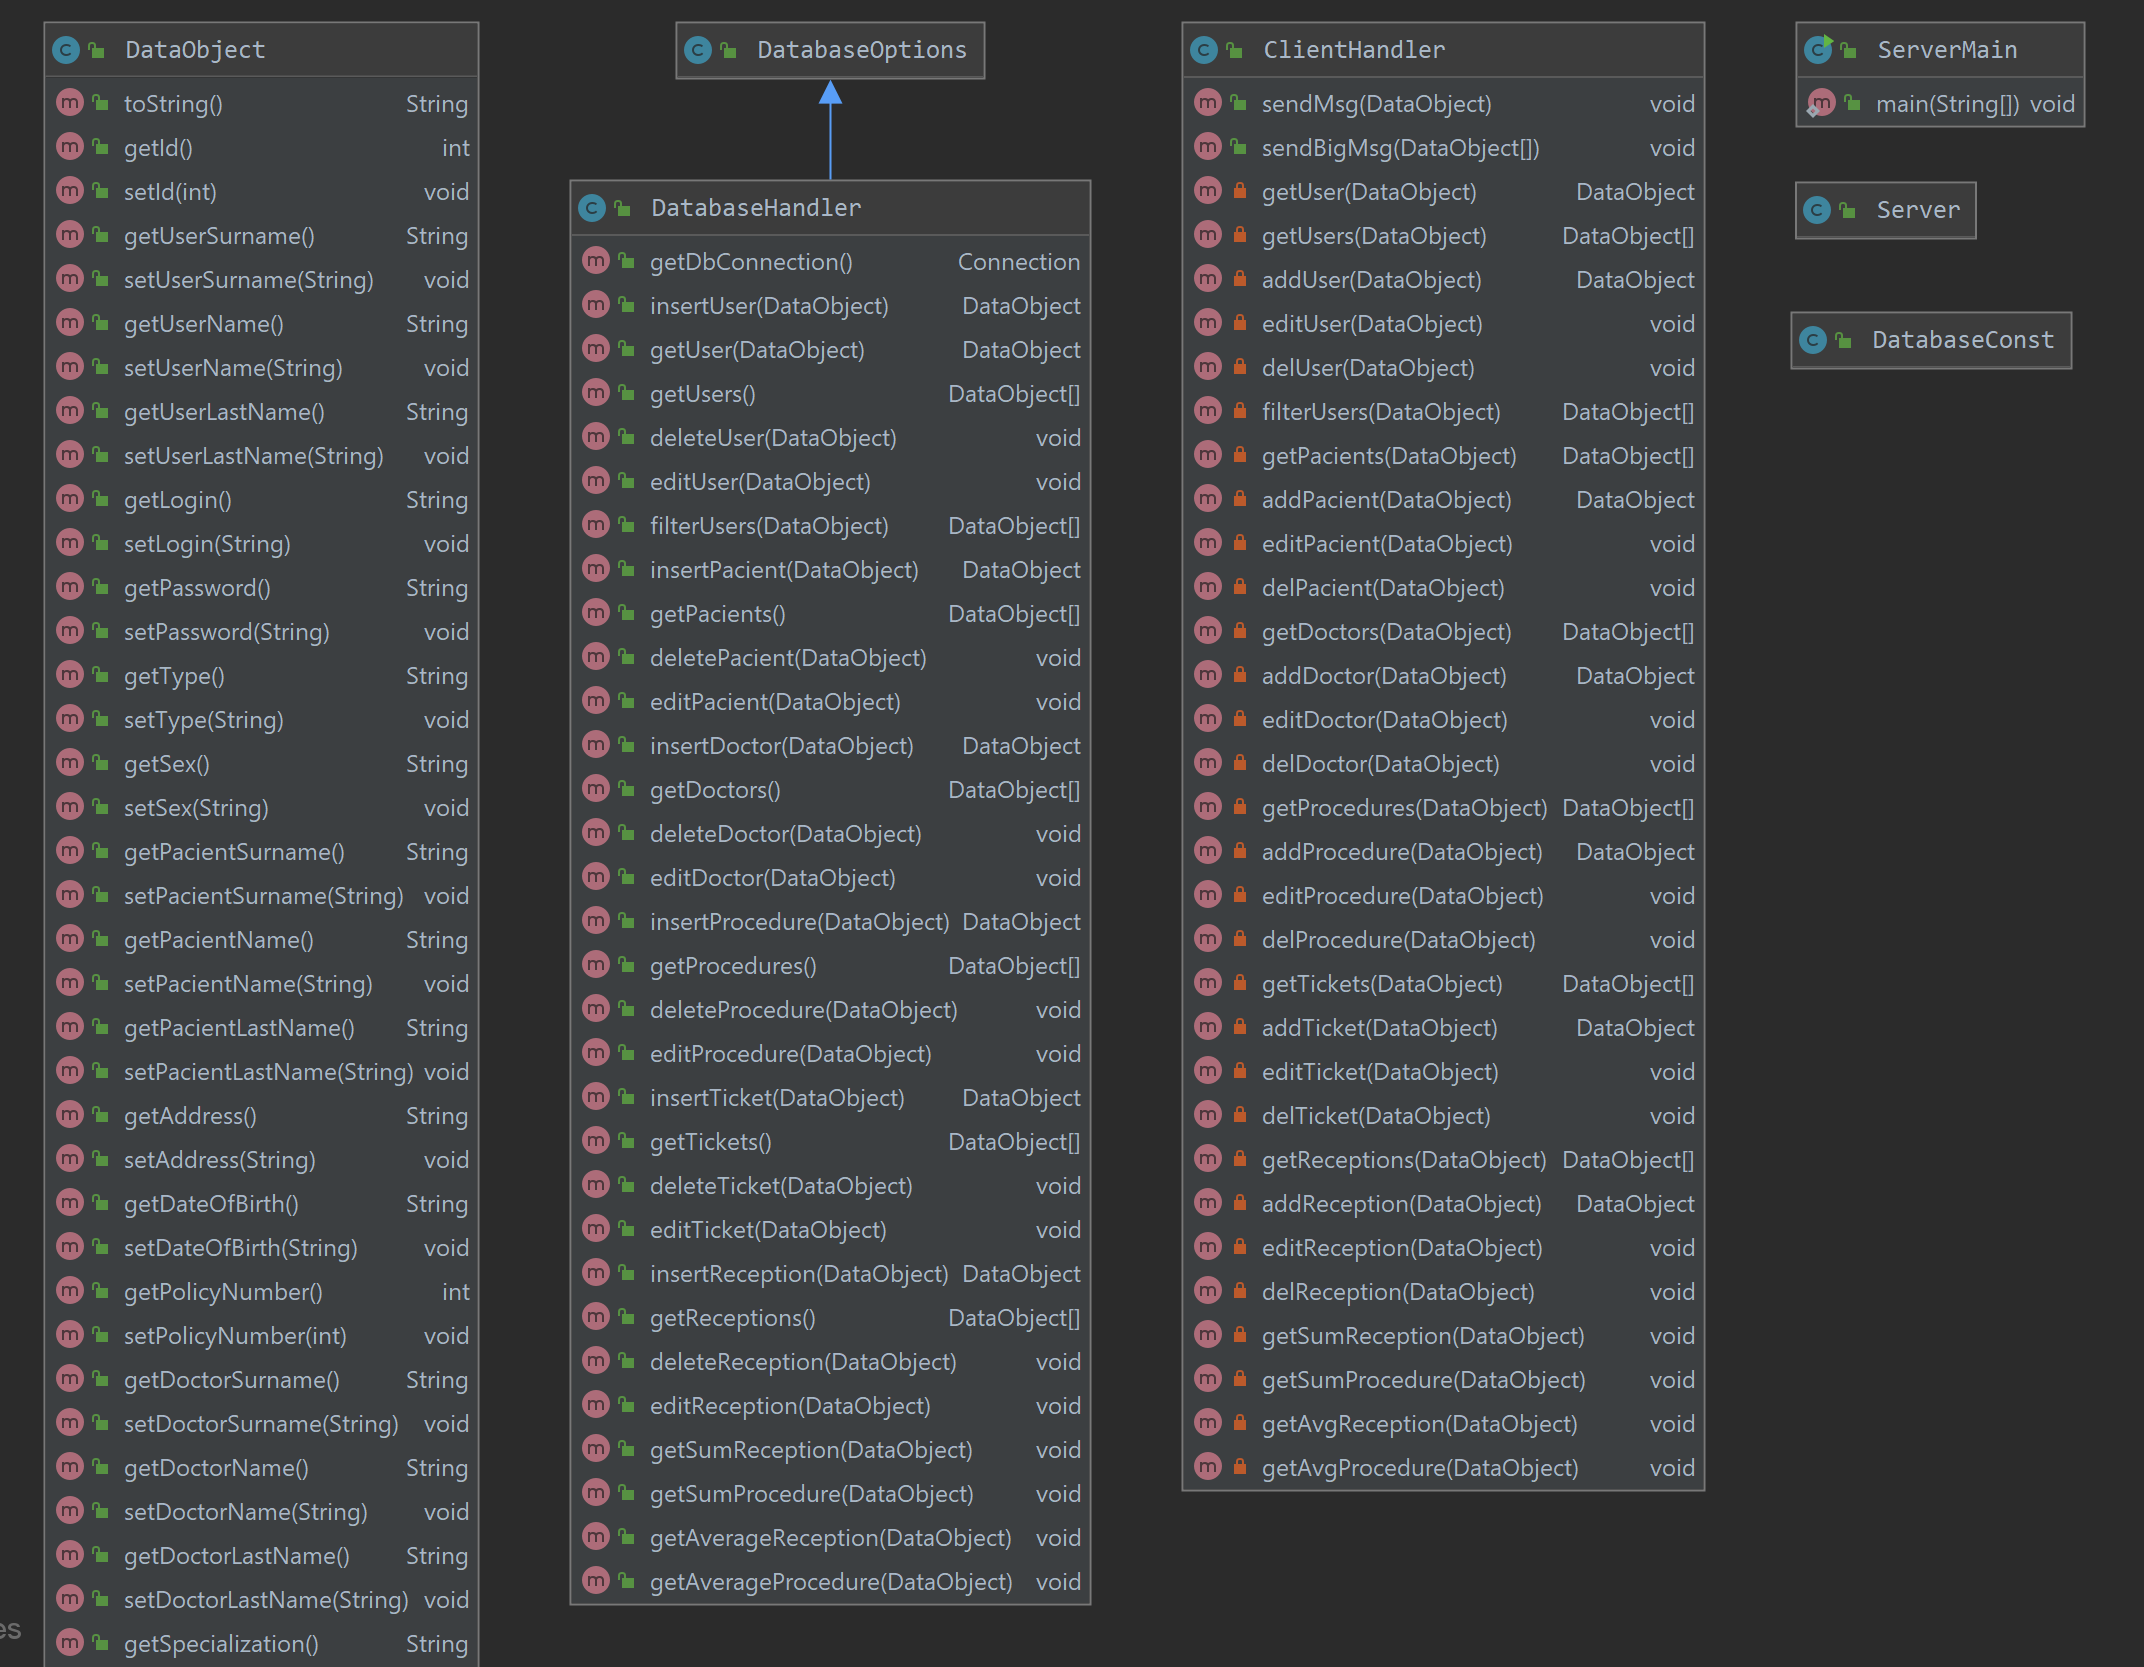 DataObject
toString() String
getId() int
setId(int) void
getUserSurname() String
setUserSurname(String) void
getUserName() String
setUserName(String) void
getUserLastName() String
setUserLastName(String) void
getLogin() String
setLogin(String) void
getPassword() String
setPassword(String) void
getType() String
setType(String) void
getSex() String
setSex(String) void
getPacientSurname() String
setPacientSurname(String) void
getPacientName() String
setPacientName(String) void
getPacientLastName() String
setPacientLastName(String) void
getAddress() String
setAddress(String) void
getDateOfBirth() String
setDateOfBirth(String) void
getPolicyNumber() int
setPolicyNumber(int) void
getDoctorSurname() String
setDoctorSurname(String) void
getDoctorName() String
setDoctorName(String) void
getDoctorLastName() String
setDoctorLastName(String) void
getSpecialization() String
es
DatabaseOptions
DatabaseHandler
getDbConnection() Connection
insertUser(DataObject) DataObject
getUser(DataObject) DataObject
getUsers() DataObject[]
deleteUser(DataObject) void
editUser(DataObject) void
filterUsers(DataObject) DataObject[]
insertPacient(DataObject) DataObject
getPacients() DataObject[]
deletePacient(DataObject) void
editPacient(DataObject) void
insertDoctor(DataObject) DataObject
getDoctors() DataObject[]
deleteDoctor(DataObject) void
editDoctor(DataObject) void
insertProcedure(DataObject) DataObject
getProcedures() DataObject[]
deleteProcedure(DataObject) void
editProcedure(DataObject) void
insertTicket(DataObject) DataObject
getTickets() DataObject[]
deleteTicket(DataObject) void
editTicket(DataObject) void
insertReception(DataObject) DataObject
getReceptions() DataObject[]
deleteReception(DataObject) void
editReception(DataObject) void
getSumReception(DataObject) void
getSumProcedure(DataObject) void
getAverageReception(DataObject) void
getAverageProcedure(DataObject) void
ClientHandler
sendMsg(DataObject) void
sendBigMsg(DataObject[]) void
getUser(DataObject) DataObject
getUsers(DataObject) DataObject[]
addUser(DataObject) DataObject
editUser(DataObject) void
delUser(DataObject) void
filterUsers(DataObject) DataObject[]
getPacients(DataObject) DataObject[]
addPacient(DataObject) DataObject
editPacient(DataObject) void
delPacient(DataObject) void
getDoctors(DataObject) DataObject[]
addDoctor(DataObject) DataObject
editDoctor(DataObject) void
delDoctor(DataObject) void
getProcedures(DataObject) DataObject[]
addProcedure(DataObject) DataObject
editProcedure(DataObject) void
delProcedure(DataObject) void
getTickets(DataObject) DataObject[]
addTicket(DataObject) DataObject
editTicket(DataObject) void
delTicket(DataObject) void
getReceptions(DataObject) DataObject[]
addReception(DataObject) DataObject
editReception(DataObject) void
delReception(DataObject) void
getSumReception(DataObject) void
getSumProcedure(DataObject) void
getAvgReception(DataObject) void
getAvgProcedure(DataObject) void
ServerMain
main(String[]) void
Server
DatabaseConst